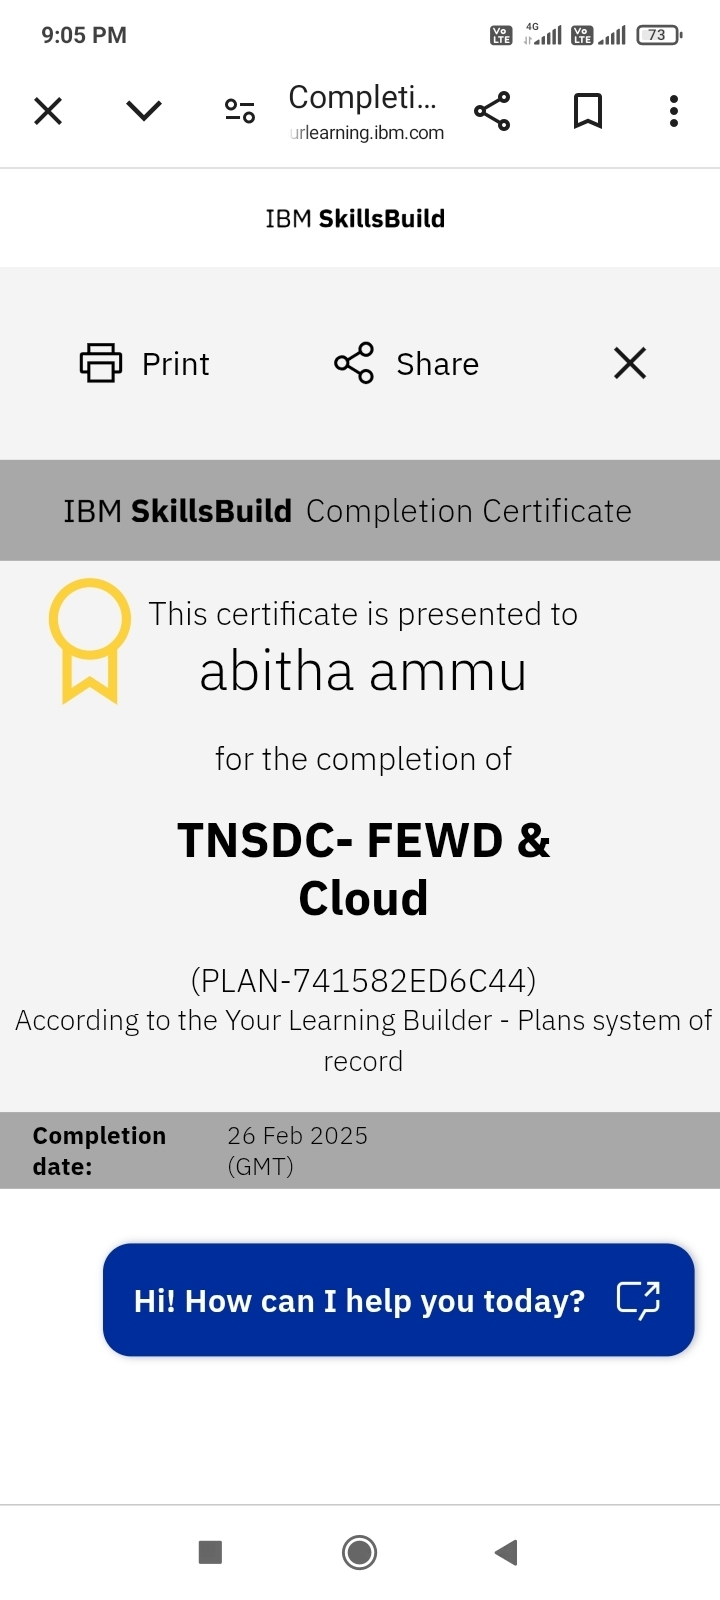 9:05 PM
Vo LTE 4G Vo LTE 73
Completi...
urlearning.ibm.com
IBM SkillsBuild
Print Share
IBM SkillsBuild Completion Certificate
This certificate is presented to
abitha ammu
for the completion of
TNSDC- FEWD &
Cloud
(PLAN-741582ED6C44)
According to the Your Learning Builder - Plans system of
record
Completion 26 Feb 2025
date: (GMT)
Hi! How can I help you today?